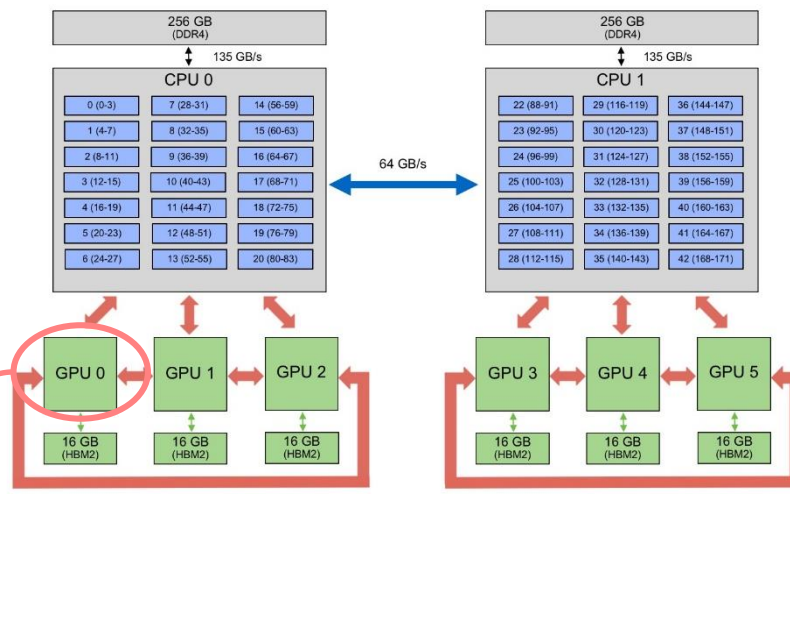 256 GB
(DDR4)
135 GB/s
CPU 0
0 (0-3)
7 (28-31)
14 (56-59)
1 (4-7)
8 (32-35)
15 (60-63)
2 (8-11)
9 (36-39)
16 (64-67)
3 (12-15)
10 (40-43)
17 (68-71)
4 (16-19)
11 (44-47)
18 (72-75)
5 (20-23)
12 (48-51)
19 (76-79)
6 (24-27)
13 (52-55)
20 (80-83)
64 GB/s
256 GB
(DDR4)
135 GB/s
CPU 1
22 (88-91)
29 (116-119)
36 (144-147)
23 (92-95)
30 (120-123)
37 (148-151)
24 (96-99)
31 (124-127)
38 (152-155)
25 (100-103)
32 (128-131)
39 (156-159)
26 (104-107)
33 (132-135)
40 (160-163)
27 (108-111)
34 (136-139)
41 (164-167)
28 (112-115)
35 (140-143)
42 (168-171)
GPU 0
GPU 1
GPU 2
16 GB
(HBM2)
16 GB
(HBM2)
16 GB
(HBM2)
GPU 3
GPU 4
GPU 5
16 GB
(HBM2)
16 GB
(HBM2)
16 GB
(HBM2)